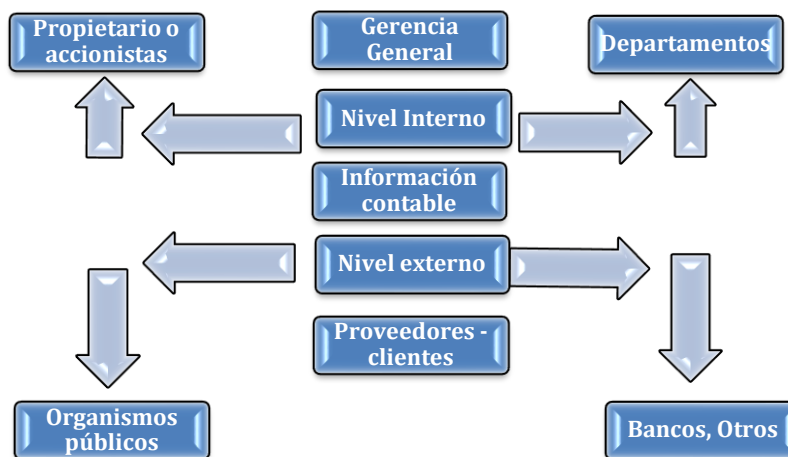 Propietario o
accionistas
Gerencia
General
Departamentos
Nivel Interno
Información
contable
Nivel externo
Proveedores -
clientes
Organismos
públicos
Bancos, Otros